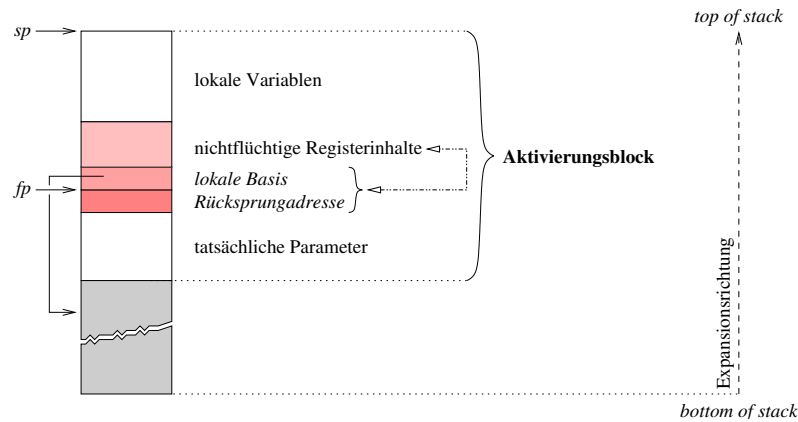 sp
top of stack
lokale Variablen
nichtflüchtige Registerinhalte
Aktivierungsblock
lokale Basis
fp
Rücksprungadresse
tatsächliche Parameter
Expansionsrichtung
bottom of stack